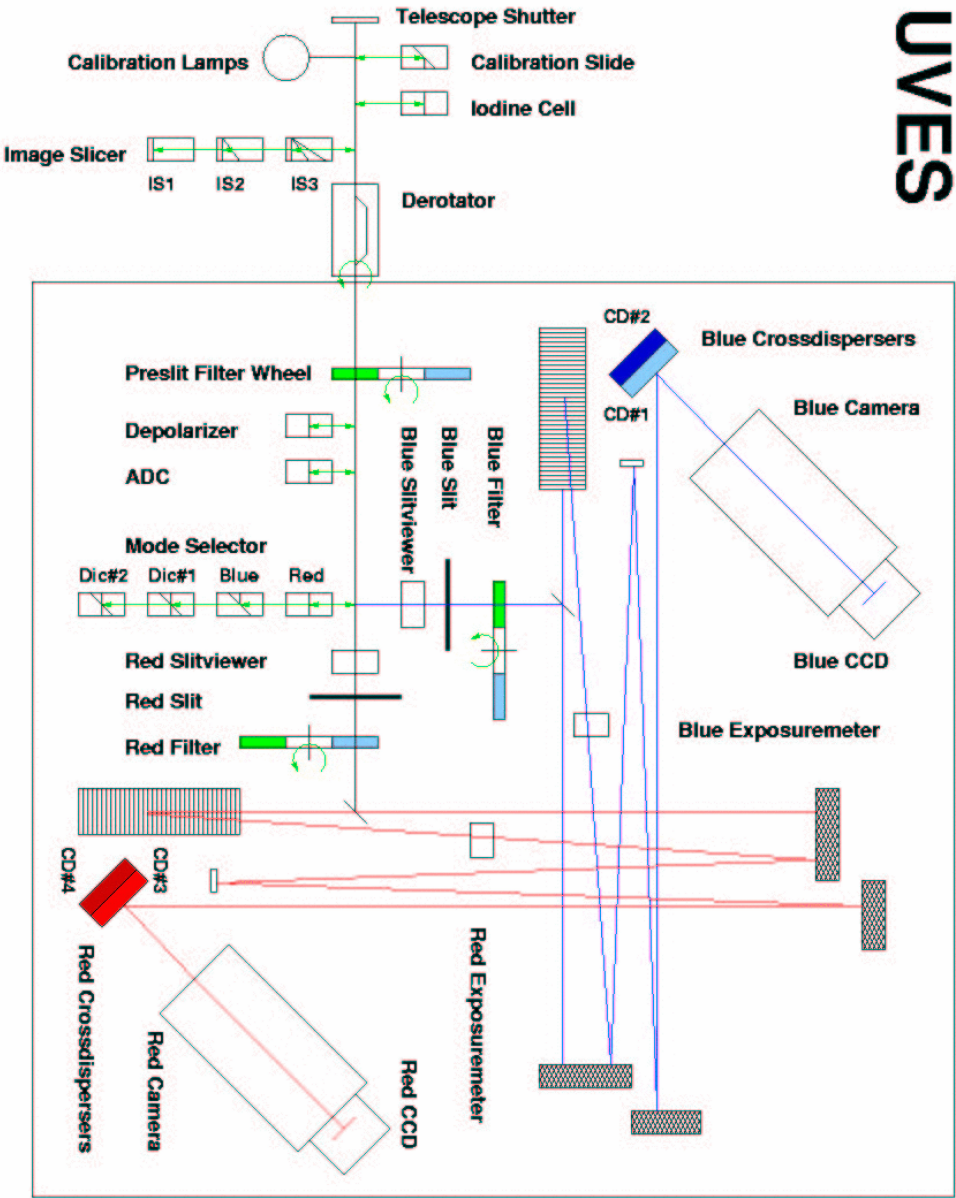 UVES
Telescope Shutter
Calibration Lamps
Calibration Slide
Iodine Cell
Image Slicer
IS1
IS2
IS3
Derotator
CD#2
Blue Crossdispersers
Preslit Filter Wheel
CD#1
Blue Camera
Depolarizer
ADC
Blue Slitviewer
Blue Slit
Blue Filter
Mode Selector
Dic#2
Dic#1
Blue
Red
Red Slitviewer
Blue CCD
Red Slit
Blue Exposuremeter
Red Filter
CD#4
CD#3
Red Crossdispersers
Red Camera
Red CCD
Red Exposuremeter